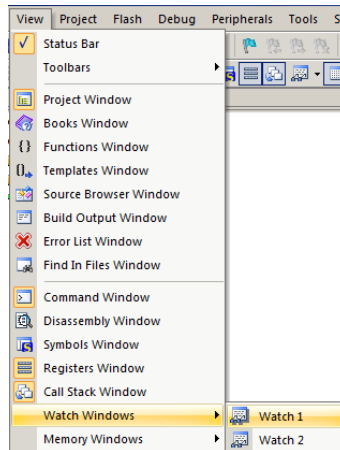 View Project Flash Debug Peripherals Tools S
Status Bar
Toolbars
Project Window
Books Window
{} Functions Window
Templates Window
Source Browser Window
Build Output Window
Error List Window
Find In Files Window
Command Window
Disassembly Window
Symbols Window
Registers Window
Call Stack Window
Watch Windows Watch 1
Memory Windows Watch 2